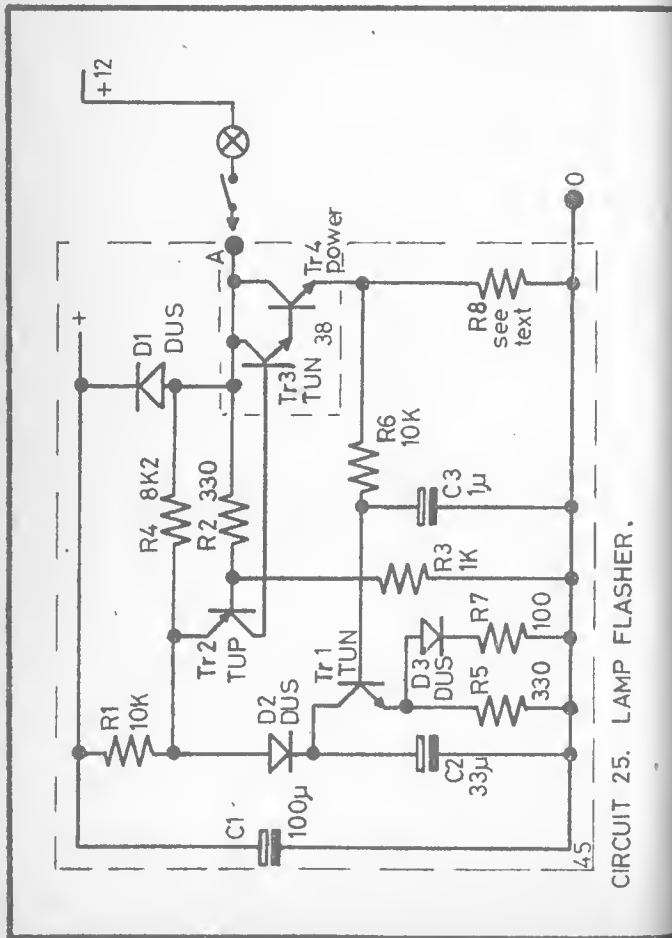 +12
+
A
D1
DUS
R4
8K2
R2
330
Tr2
TUP
Tr3
TUN
38
Tr4
power
R1
10K
D2
DUS
Tr1
TUN
R6
10K
R8
see
text
C1
100µ
C2
33µ
D3
DUS
R5
330
R7
100
R3
1K
C3
1µ
0
45
CIRCUIT 25. LAMP FLASHER.